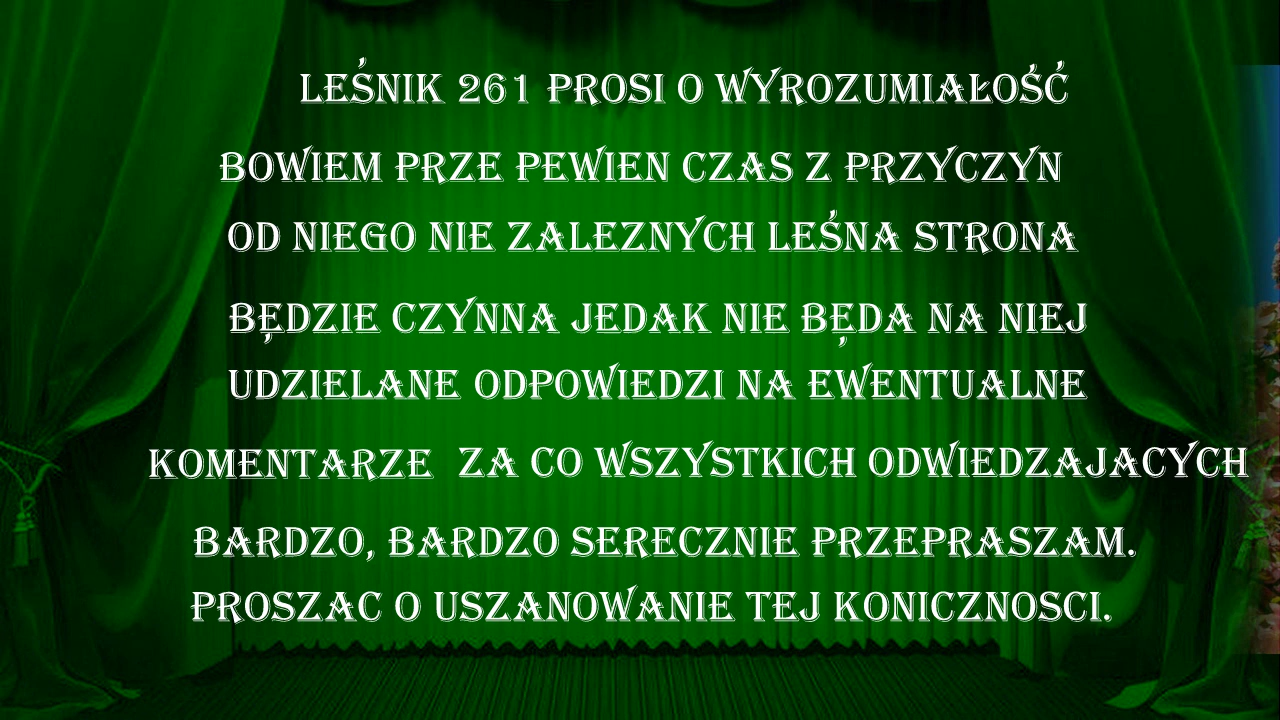 LEŚNIK 261 PROSI O WYROZUMIAŁOŚĆ
BOWIEM PRZE PEWIEN CZAS Z PRZYCZYN
OD NIEGO NIE ZALEZNYCH LEŚNA STRONA
BĘDZIE CZYNNA JEDAK NIE BĘDA NA NIEJ
UDZIELANE ODPOWIEDZI NA EWENTUALNE
KOMENTARZE ZA CO WSZYSTKICH ODWIEDZAJACYCH
BARDZO, BARDZO SERECZNIE PRZEPRASZAM.
PROSZAC O USZANOWANIE TEJ KONICZNOSCI.